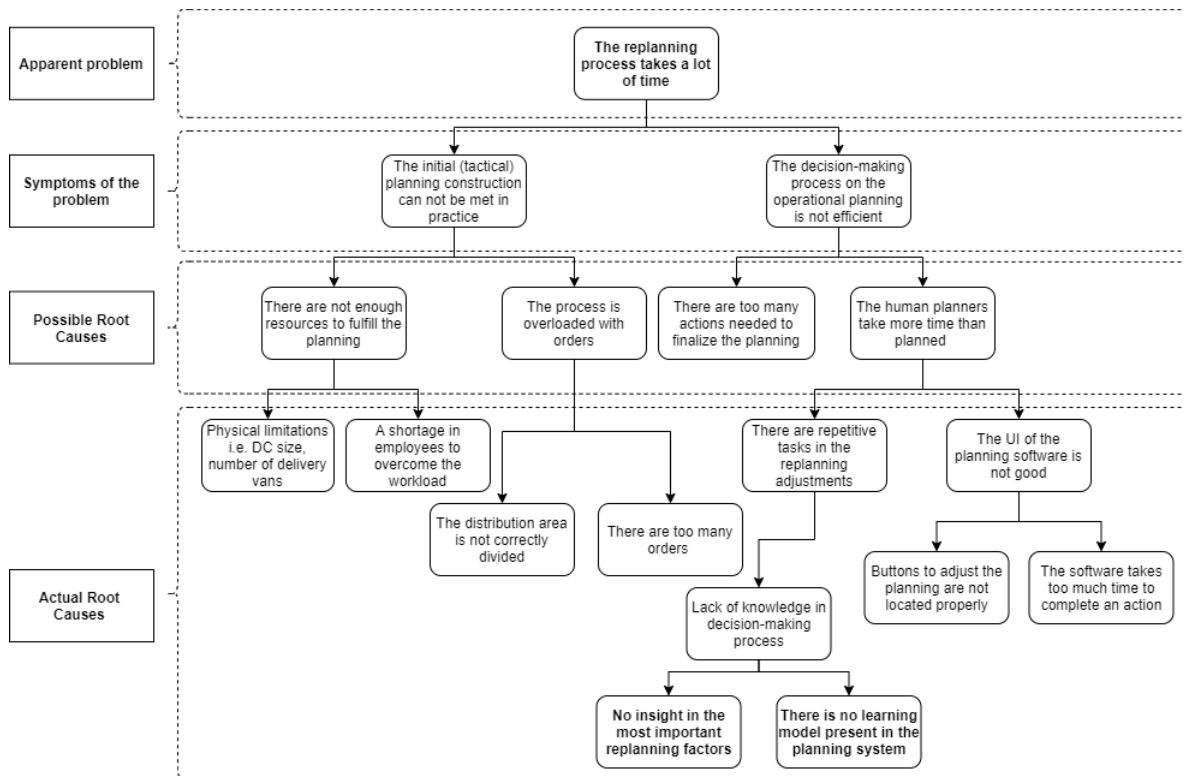 Apparent problem
The replanning
process takes a lot
of time
Symptoms of the
problem
The initial (tactical)
planning construction
can not be met in
practice
The decision-making
process on the
operational planning
is not efficient
Possible Root
Causes
There are not enough
resources to fulfill the
planning
The process is
overloaded with
orders
There are too many
actions needed to
finalize the planning
The human planners
take more time than
planned
Actual Root
Causes
Physical limitations
i.e. DC size,
number of delivery
vans
A shortage in
employees to
overcome the
workload
There are repetitive
tasks in the
replanning
adjustments
The UI of the
planning software is
not good
The distribution area
is not correctly
divided
There are too many
orders
Buttons to adjust the
planning are not
located properly
The software takes
too much time to
complete an action
Lack of knowledge in
decision-making
process
No insight in the
most important
replanning factors
There is no learning
model present in the
planning system